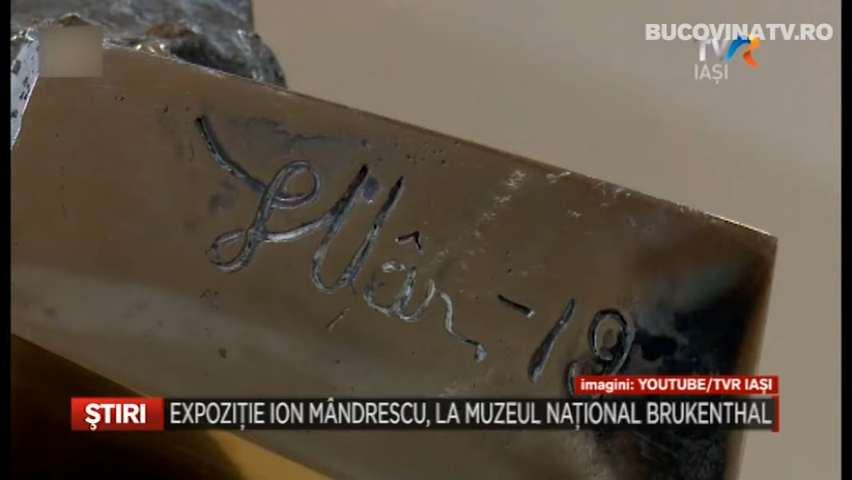 BUCOVINATV.RO
TVR
IAȘI
Mân - 19
imagini: YOUTUBE/TVR IAȘI
ȘTIRI
EXPOZIȚIE ION MÂNDRESCU, LA MUZEUL NAȚIONAL BRUKENTHAL